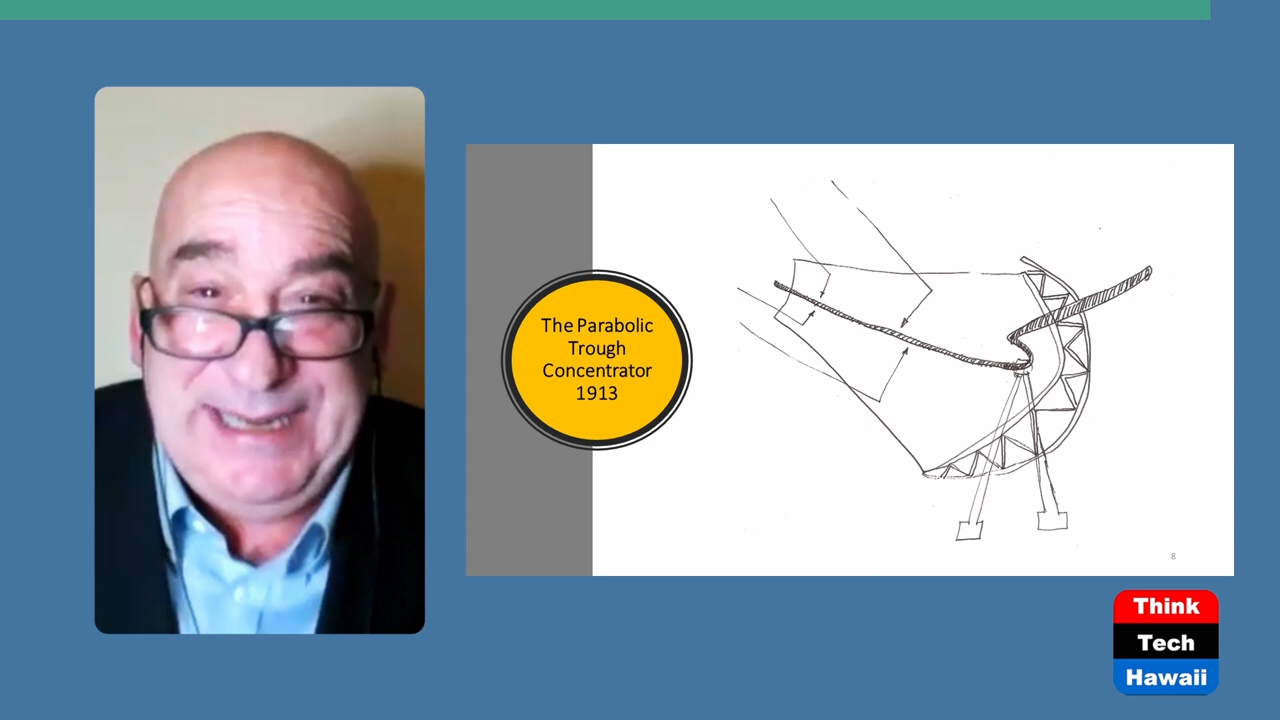 The Parabolic
Trough
Concentrator
1913
8
Think
Tech
Hawaii